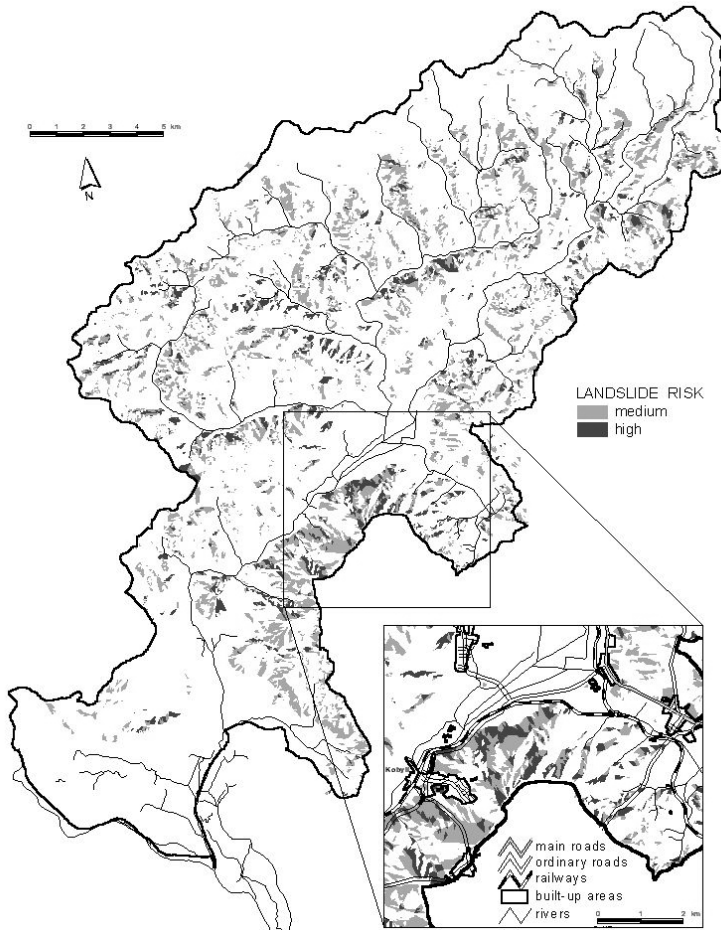 0 1 2 3 4 5 km
N
LANDSLIDE RISK
medium
high
main roads
ordinary roads
railways
built-up areas
rivers
0 1 2 km